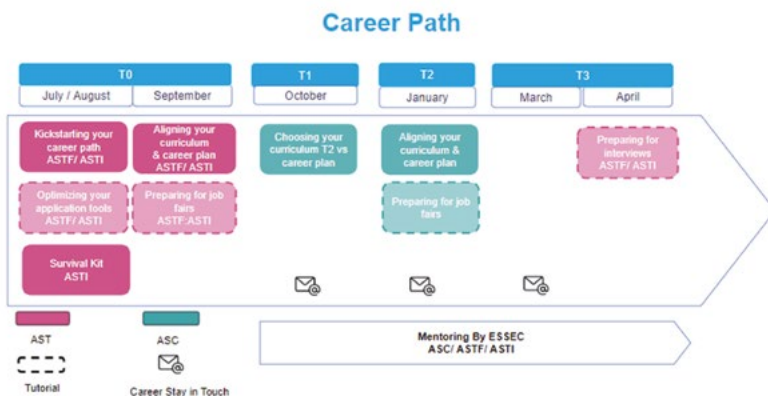 Career Path
T0
T1
T2
T3
July / August
September
October
January
March
April
Kickstarting your
career path
ASTF/ ASTI
Aligning your
curriculum
& career plan
ASTF/ ASTI
Choosing your
curriculum T2 vs
career plan
Aligning your
curriculum &
career plan
Preparing for
interviews
ASTF/ ASTI
Optimizing your
application tools
ASTF/ ASTI
Preparing for job
fairs
ASTF:ASTI
Preparing for job
fairs
Survival Kit
ASTI
AST
ASC
Tutorial
Career Stay in Touch
Mentoring By ESSEC
ASC/ ASTF/ ASTI